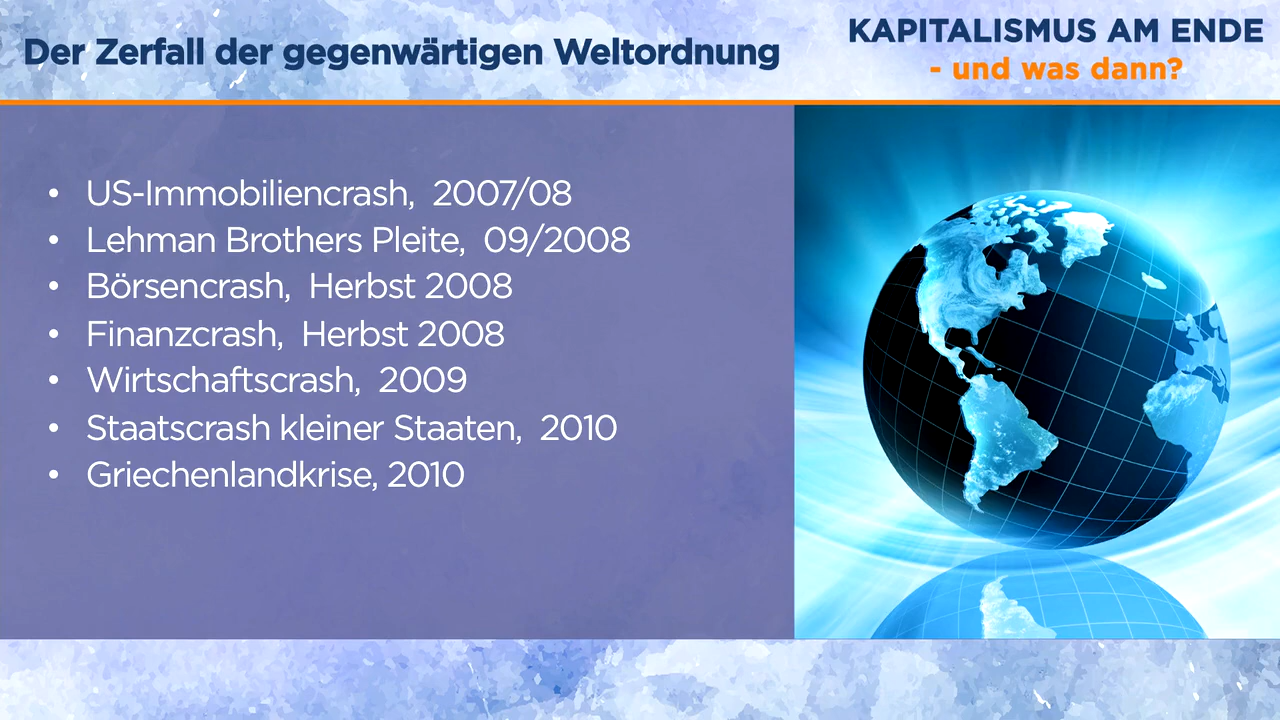 Der Zerfall der gegenwärtigen Weltordnung
KAPITALISMUS AM ENDE
- und was dann?
• US-Immobiliencrash, 2007/08
• Lehman Brothers Pleite, 09/2008
• Börsencrash, Herbst 2008
• Finanzcrash, Herbst 2008
• Wirtschaftscrash, 2009
• Staatscrash kleiner Staaten, 2010
• Griechenlandkrise, 2010